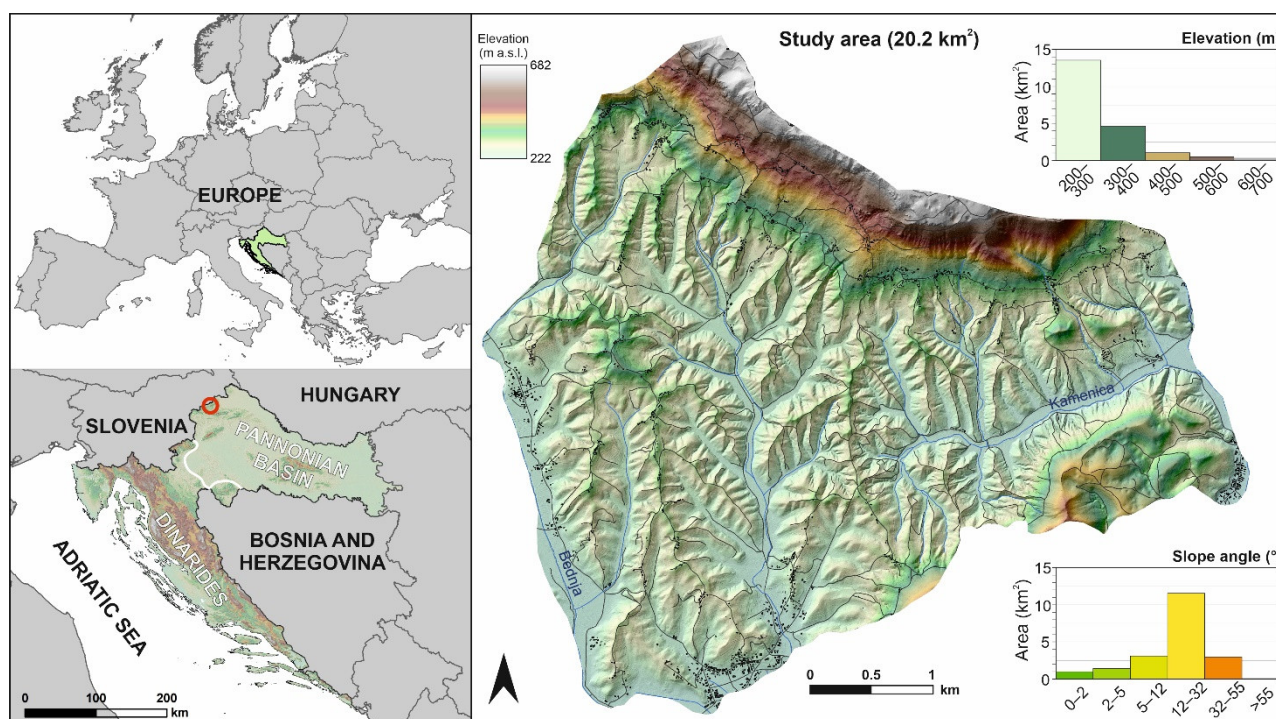 EUROPE
HUNGARY
SLOVENIA
PANNONIAN
BASIN
DINARIDES
BOSNIA AND
HERZEGOVINA
ADRIATIC SEA
0 100 200
km
Elevation
(m a.s.l.)
682
222
Study area (20.2 km²)
Kamenica
Bednja
0 0.5 1
km
Elevation (m
Area (km²)
15
10
5
0
200–300
300–400
400–500
500–600
600–700
Slope angle (°
Area (km²)
15
10
5
0
0–2
2–5
5–12
12–32
32–55
>55